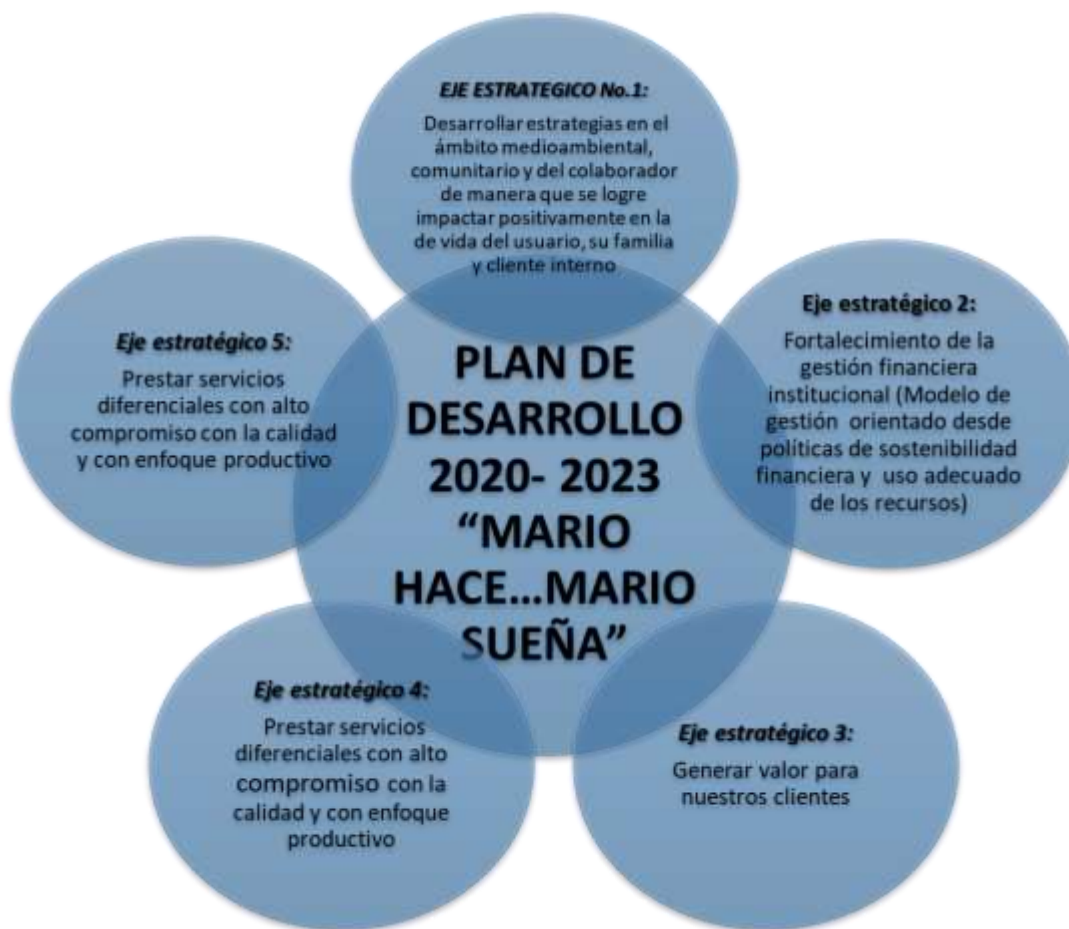 EJE ESTRATEGICO No.1:
Desarrollar estrategias en el
ámbito medioambiental,
comunitario y del colaborador
de manera que se logre
impactar positivamente en la
de vida del usuario, su familia
y cliente interno
Eje estratégico 2:
Fortalecimiento de la
gestión financiera
institucional (Modelo de
gestión orientado desde
políticas de sostenibilidad
financiera y uso adecuado
de los recursos)
Eje estratégico 3:
Generar valor para
nuestros clientes
Eje estratégico 4:
Prestar servicios
diferenciales con alto
compromiso con la
calidad y con enfoque
productivo
Eje estratégico 5:
Prestar servicios
diferenciales con alto
compromiso con la calidad
y con enfoque productivo
PLAN DE
DESARROLLO
2020- 2023
“MARIO
HACE...MARIO
SUEÑA”